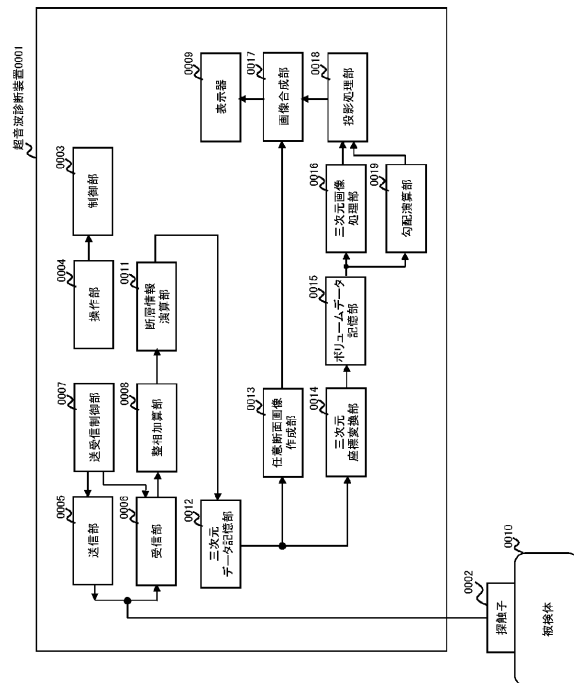 超音波診断装置0001
0005
送信部
0007
送受信制御部
0004
操作部
0003
制御部
0006
受信部
0008
整相加算部
0011
断層情報
演算部
0012
三次元
データ記憶部
0013
任意断面画像
作成部
0009
表示器
0017
画像合成部
0014
三次元
座標変換部
0015
ボリュームデータ
記憶部
0016
三次元画像
処理部
0018
投影処理部
0019
勾配演算部
0002
探触子
0010
被検体